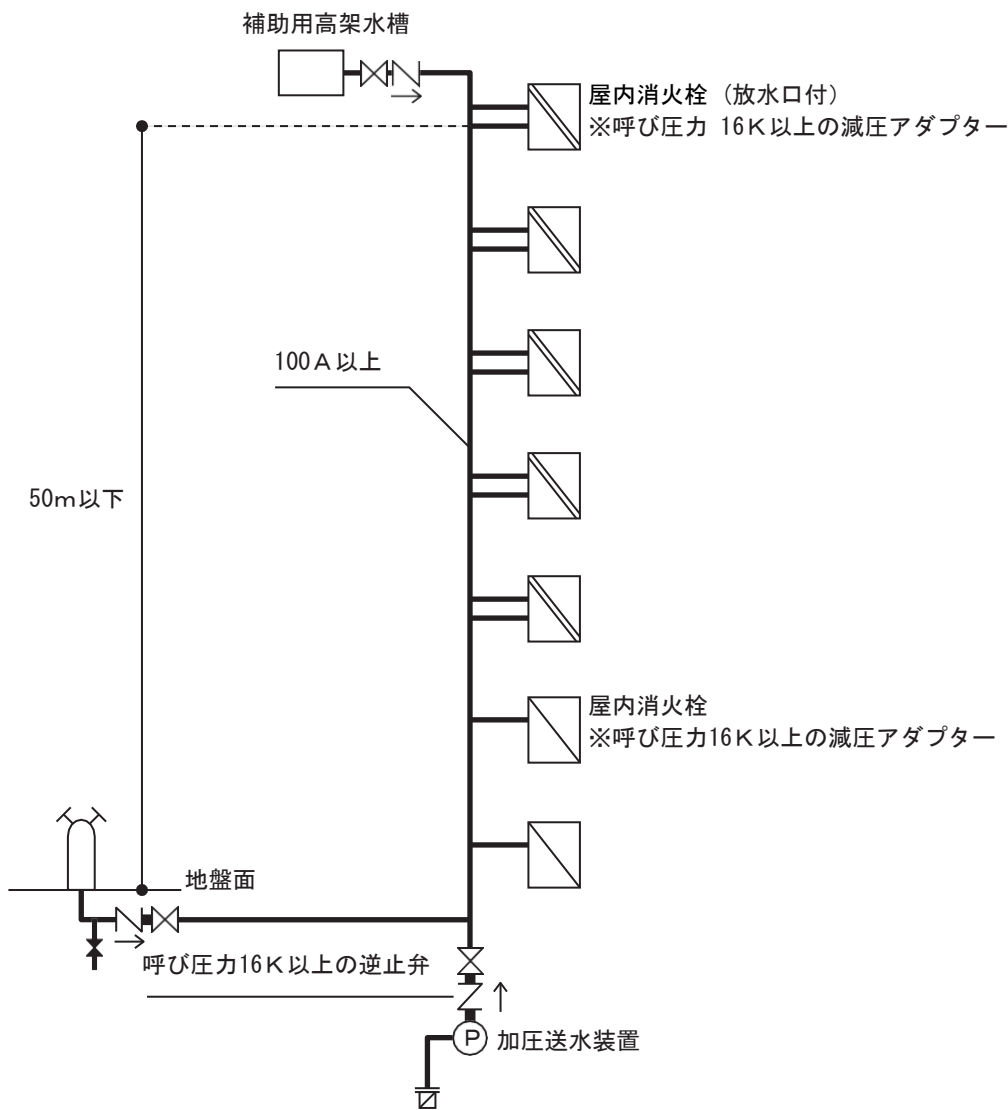 補助用高架水槽
屋内消火栓（放水口付）
※呼び圧力 16K以上の減圧アダプター
100A以上
50m以下
屋内消火栓
※呼び圧力16K以上の減圧アダプター
地盤面
呼び圧力16K以上の逆止弁
P
加圧送水装置